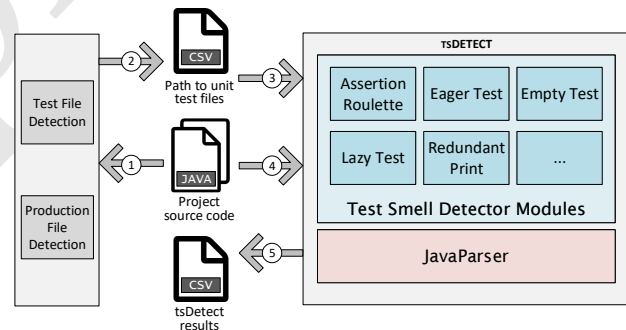 TSDETECT
2
CSV
Path to unit
test files
3
Test File
Detection
Assertion
Roulette
Eager Test
Empty Test
1
JAVA
Project
source code
4
Lazy Test
Redundant
Print
...
Test Smell Detector Modules
Production
File
Detection
5
CSV
tsDetect
results
JavaParser